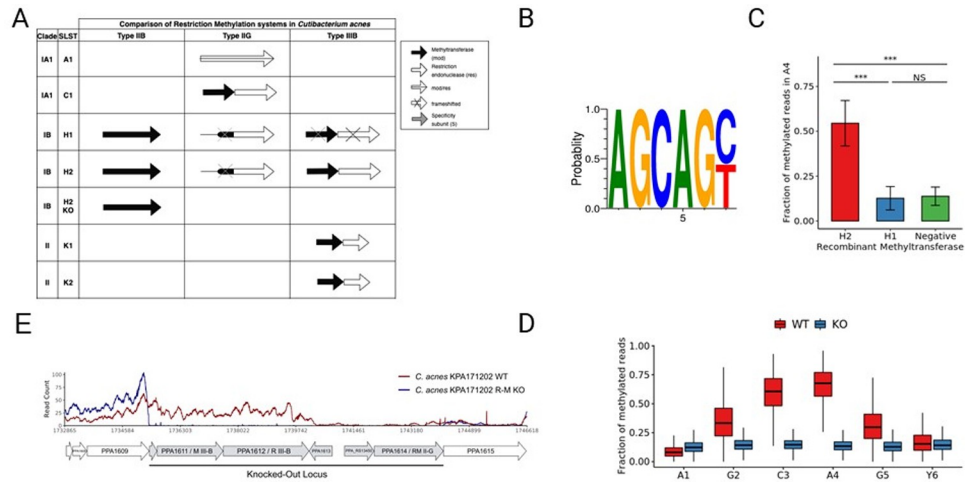 A
Comparison of Restriction Methylation systems in Cutibacterium acnes
Clade SLST Type IIB Type IIG Type IIIB
IA1 A1
IA1 C1
IB H1
IB H2
IB H2 KO
II K1
II K2
Methyltransferase (mod)
Restriction endonuclease (res)
mod/res
frameshifted
Specificity subunit (S)
B
Probablity
1.0
0.5
0.0
AGCAGC
T
5
C
Fraction of methylated reads in A4
0.75
0.50
0.25
0.00
***
*** NS
H2 H1 Negative
Recombinant Methyltransferase
E
Read Count
100
75
50
25
0
C. acnes KPA171202 WT
C. acnes KPA171202 R-M KO
1732865 1734584 1736303 1738022 1739742 1741461 1743180 1744899 1746618
PPA1609 PPA1611 / M III-B PPA1612 / R III-B PPA1613 PPA1614 / RM II-G PPA1615
Knocked-Out Locus
D
WT KO
Fraction of methylated reads
1.00
0.75
0.50
0.25
0.00
A1 G2 C3 A4 G5 Y6